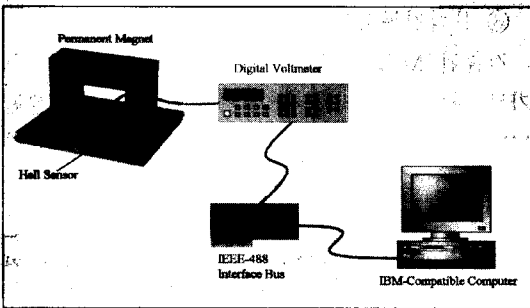 Permanent Magnet
Digital Voltmeter
Hall Sensor
IEEE-488
Interface Bus
IBM-Compatible Computer